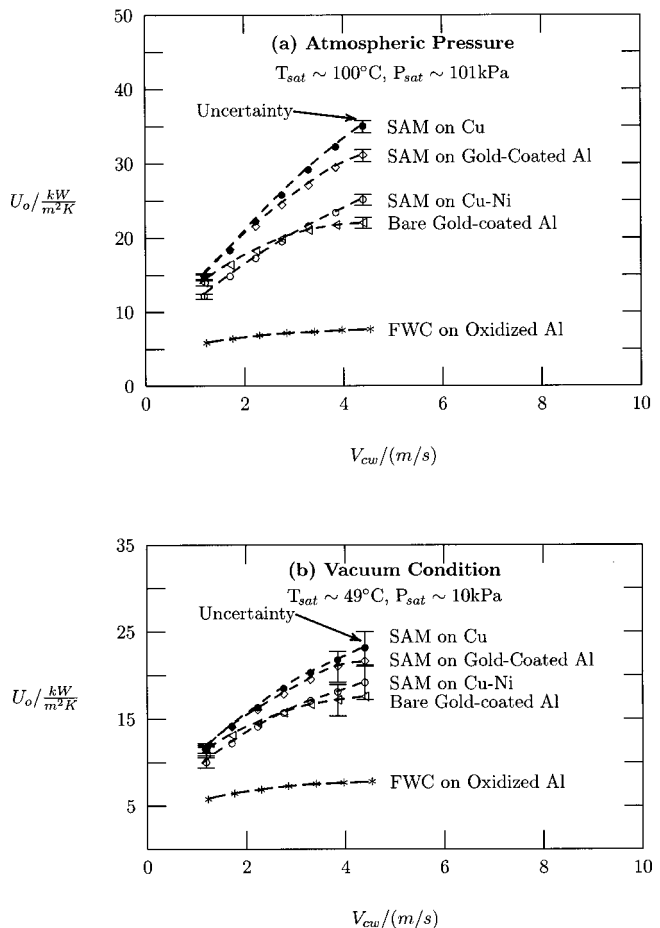 50
(a) Atmospheric Pressure
T_sat ∼ 100°C, P_sat ∼ 101kPa
40
Uncertainty
SAM on Cu
30
SAM on Gold-Coated Al
U_o/ kW/m²K
SAM on Cu-Ni
20
Bare Gold-coated Al
10
FWC on Oxidized Al
0
0 2 4 6 8 10
V_cw/(m/s)
35
(b) Vacuum Condition
T_sat ∼ 49°C, P_sat ∼ 10kPa
Uncertainty
25
SAM on Cu
SAM on Gold-Coated Al
U_o/ kW/m²K
SAM on Cu-Ni
Bare Gold-coated Al
15
FWC on Oxidized Al
5
0 2 4 6 8 10
V_cw/(m/s)